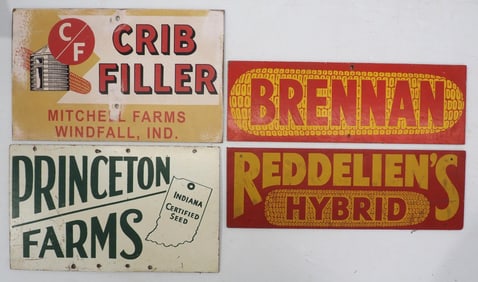 C/F
CRIB
FILLER
MITCHELL FARMS
WINDFALL, IND.
BRENNAN
PRINCETON
FARMS
INDIANA
CERTIFIED
SEED
REDDELIEN'S
HYBRID